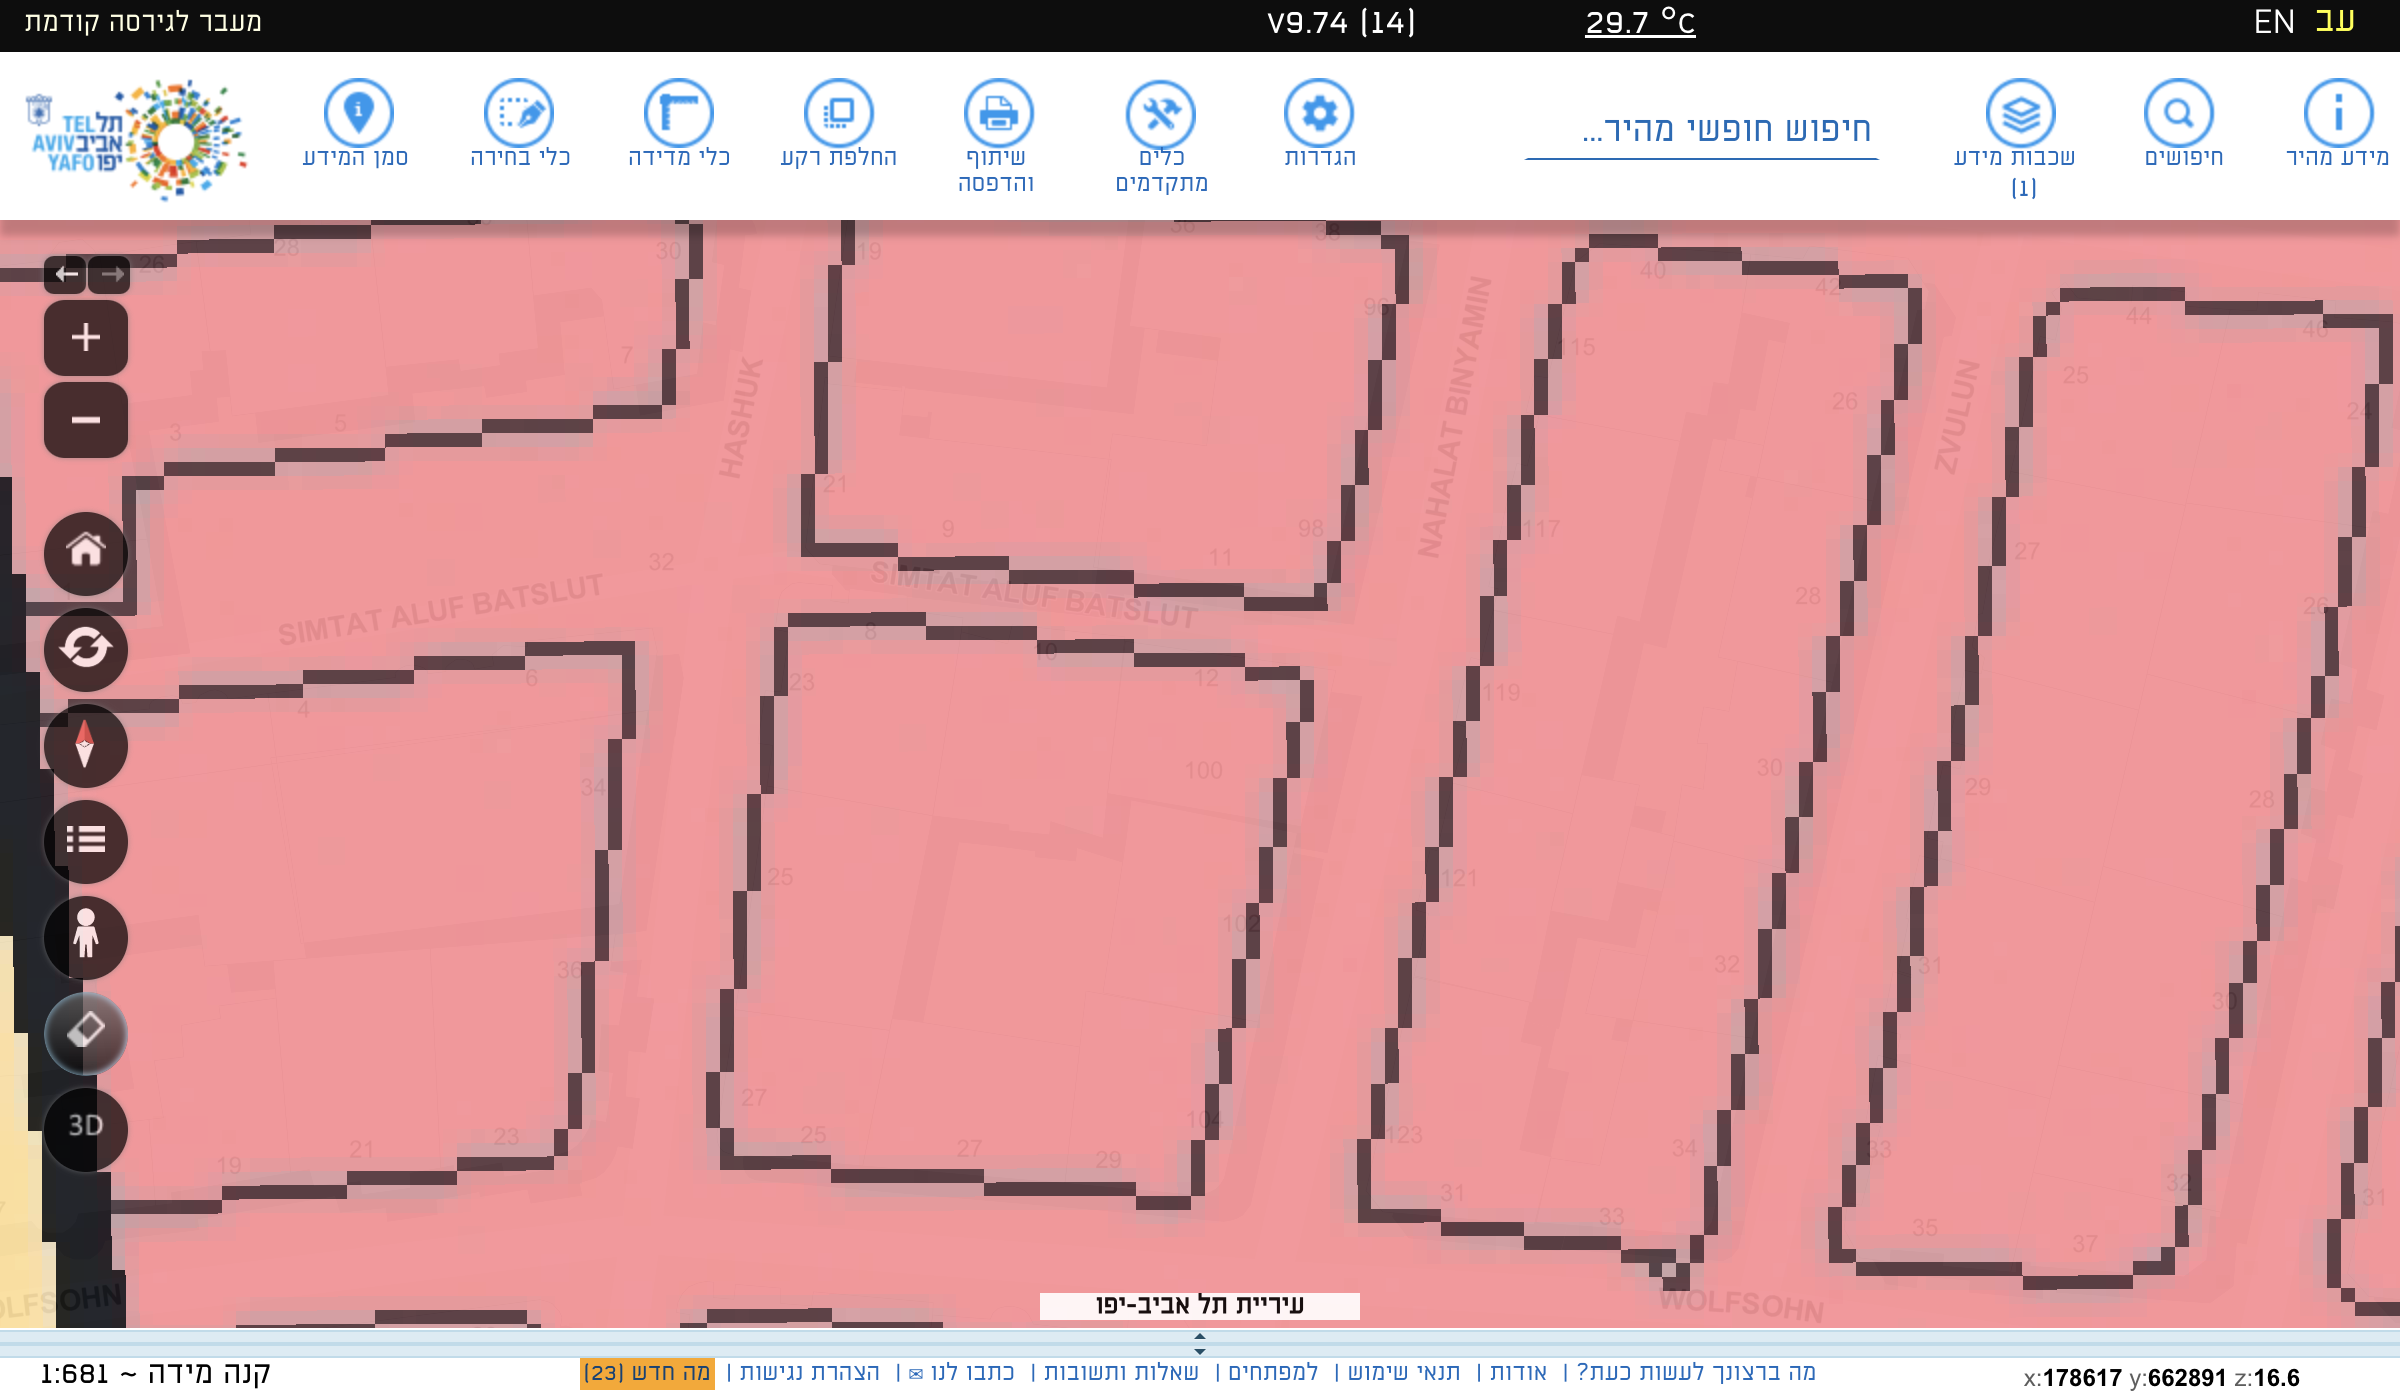 מעבר לגירסה קודמת
V9.74 (14)
29.7 °C
EN עב
תל TEL
אביב AVIV
יפו YAFO
סמן המידע
כלי בחירה
כלי מדידה
החלפת רקע
שיתוף
והדפסה
כלים
מתקדמים
הגדרות
חיפוש חופשי מהיר...
שכבות מידע
(1)
חיפושים
מידע מהיר
26 28 30 19 36 38 40 42 44 46
7 96 115 25
3 5 26 24
HASHUK
NAHALAT BINYAMIN
ZVULUN
21 9 11 98 117 27
32 28 26
SIMTAT ALUF BATSLUT
SIMTAT ALUF BATSLUT
8 10 12
4 6 23 119
34 100 30 29 28
25 121
36 102 32 31 30
27 104
19 21 23 25 27 29 123 34 33 32 31
31 33 35 37
WOLFSOHN
3D
OLFSOHN
עיריית תל אביב-יפו
קנה מידה ~ 1:681
מה ברצונך לעשות כעת? | אודות | תנאי שימוש | למפתחים | שאלות ותשובות | כתבו לנו ✉ | הצהרת נגישות | מה חדש (23)
x:178617 y:662891 z:16.6